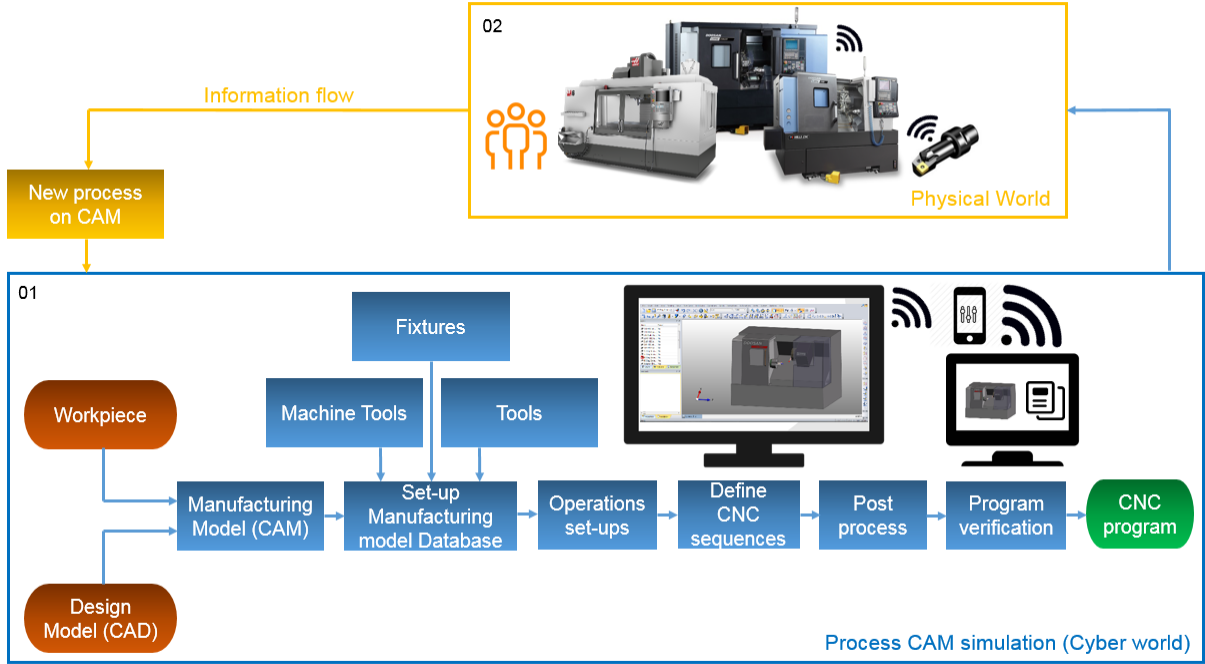 02
Information flow
Physical World
New process
on CAM
01
Fixtures
Machine Tools
Tools
Workpiece
Manufacturing
Model (CAM)
Set-up
Manufacturing
model Database
Operations
set-ups
Define
CNC
sequences
Post
process
Program
verification
CNC
program
Design
Model (CAD)
Process CAM simulation (Cyber world)